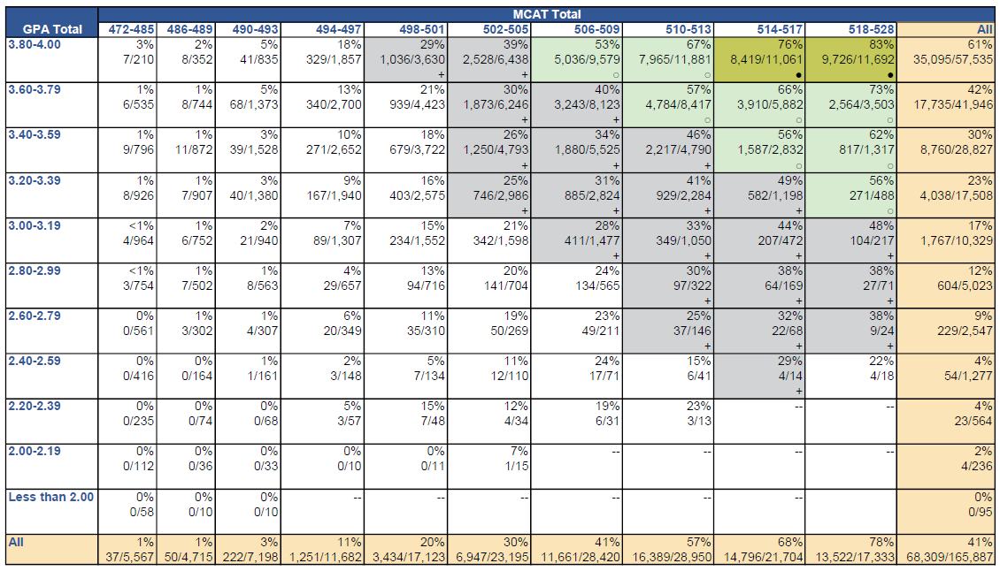 MCAT Total
GPA Total 472-485 486-489 490-493 494-497 498-501 502-505 506-509 510-513 514-517 518-528 All
3.80-4.00 3% 2% 5% 18% 29% 39% 53% 67% 76% 83% 61%
7/210 8/352 41/835 329/1,857 1,036/3,630 2,528/6,438 5,036/9,579 7,965/11,881 8,419/11,061 9,726/11,692 35,095/57,535
+ + ○ ○ ● ●
3.60-3.79 1% 1% 5% 13% 21% 30% 40% 57% 66% 73% 42%
6/535 8/744 68/1,373 340/2,700 939/4,423 1,873/6,246 3,243/8,123 4,784/8,417 3,910/5,882 2,564/3,503 17,735/41,946
+ + ○ ○ ○
3.40-3.59 1% 1% 3% 10% 18% 26% 34% 46% 56% 62% 30%
9/796 11/872 39/1,528 271/2,652 679/3,722 1,250/4,793 1,880/5,525 2,217/4,790 1,587/2,832 817/1,317 8,760/28,827
+ + + ○ ○
3.20-3.39 1% 1% 3% 9% 16% 25% 31% 41% 49% 56% 23%
8/926 7/907 40/1,380 167/1,940 403/2,575 746/2,986 885/2,824 929/2,284 582/1,198 271/488 4,038/17,508
+ + + + ○
3.00-3.19 <1% 1% 2% 7% 15% 21% 28% 33% 44% 48% 17%
4/964 6/752 21/940 89/1,307 234/1,552 342/1,598 411/1,477 349/1,050 207/472 104/217 1,767/10,329
+ + + +
2.80-2.99 <1% 1% 1% 4% 13% 20% 24% 30% 38% 38% 12%
3/754 7/502 8/563 29/657 94/716 141/704 134/565 97/322 64/169 27/71 604/5,023
+ + +
2.60-2.79 0% 1% 1% 6% 11% 19% 23% 25% 32% 38% 9%
0/561 3/302 4/307 20/349 35/310 50/269 49/211 37/146 22/68 9/24 229/2,547
+ + +
2.40-2.59 0% 0% 1% 2% 5% 11% 24% 15% 29% 22% 4%
0/416 0/164 1/161 3/148 7/134 12/110 17/71 6/41 4/14 4/18 54/1,277
+
2.20-2.39 0% 0% 0% 5% 15% 12% 19% 23% -- -- 4%
0/235 0/74 0/68 3/57 7/48 4/34 6/31 3/13 23/564
2.00-2.19 0% 0% 0% 0% 0% 7% -- -- -- -- 2%
0/112 0/36 0/33 0/10 0/11 1/15 4/236
Less than 2.00 0% 0% 0% -- -- -- -- -- -- -- 0%
0/58 0/10 0/10 0/95
All 1% 1% 3% 11% 20% 30% 41% 57% 68% 78% 41%
37/5,567 50/4,715 222/7,198 1,251/11,682 3,434/17,123 6,947/23,195 11,661/28,420 16,389/28,950 14,796/21,704 13,522/17,333 68,309/165,887